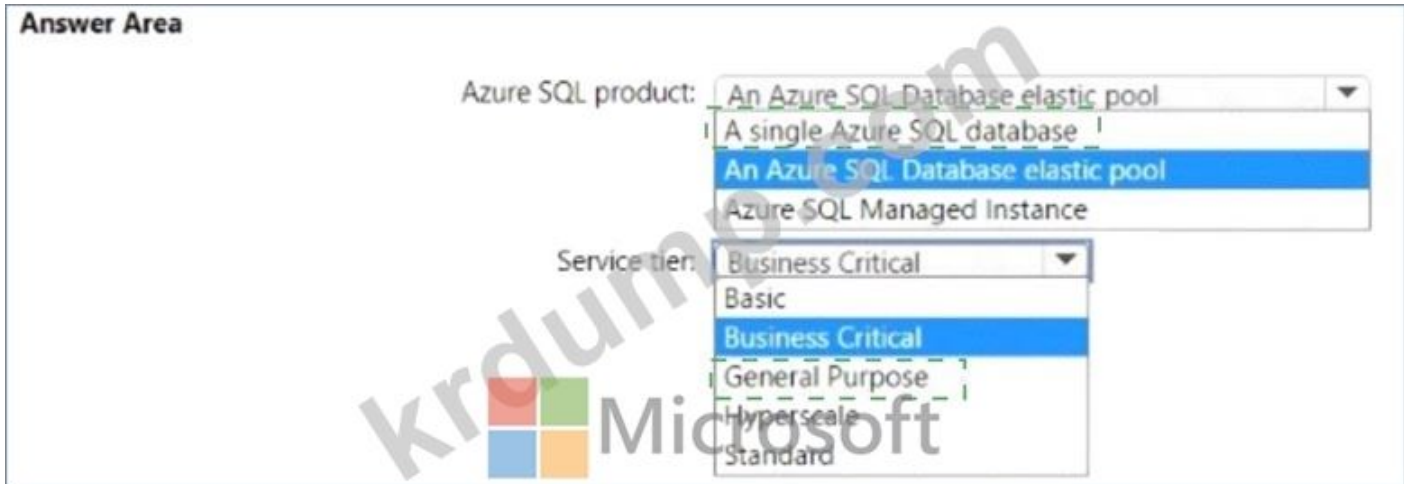 Answer Area
Azure SQL product: An Azure SQL Database elastic pool
A single Azure SQL database
An Azure SQL Database elastic pool
Azure SQL Managed Instance
Service tier: Business Critical
Basic
Business Critical
General Purpose
Hyperscale
Standard
krdump.com
Microsoft